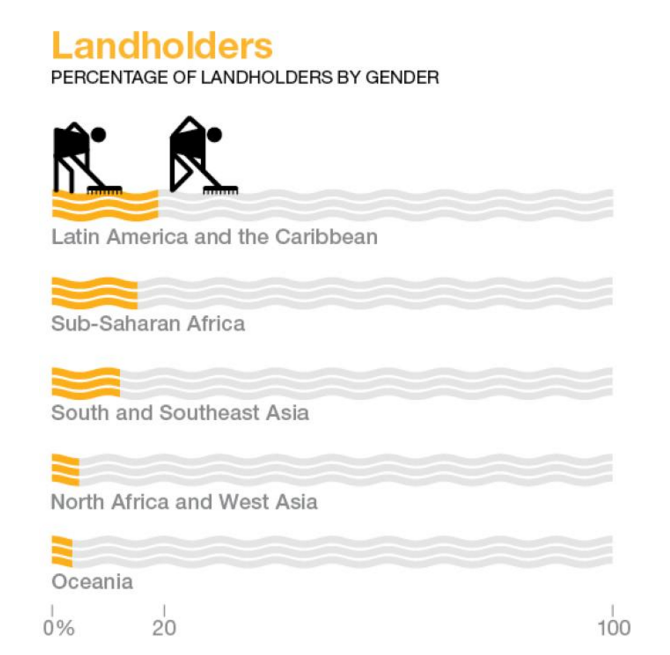 Landholders
PERCENTAGE OF LANDHOLDERS BY GENDER
Latin America and the Caribbean
Sub-Saharan Africa
South and Southeast Asia
North Africa and West Asia
Oceania
0% 20 100